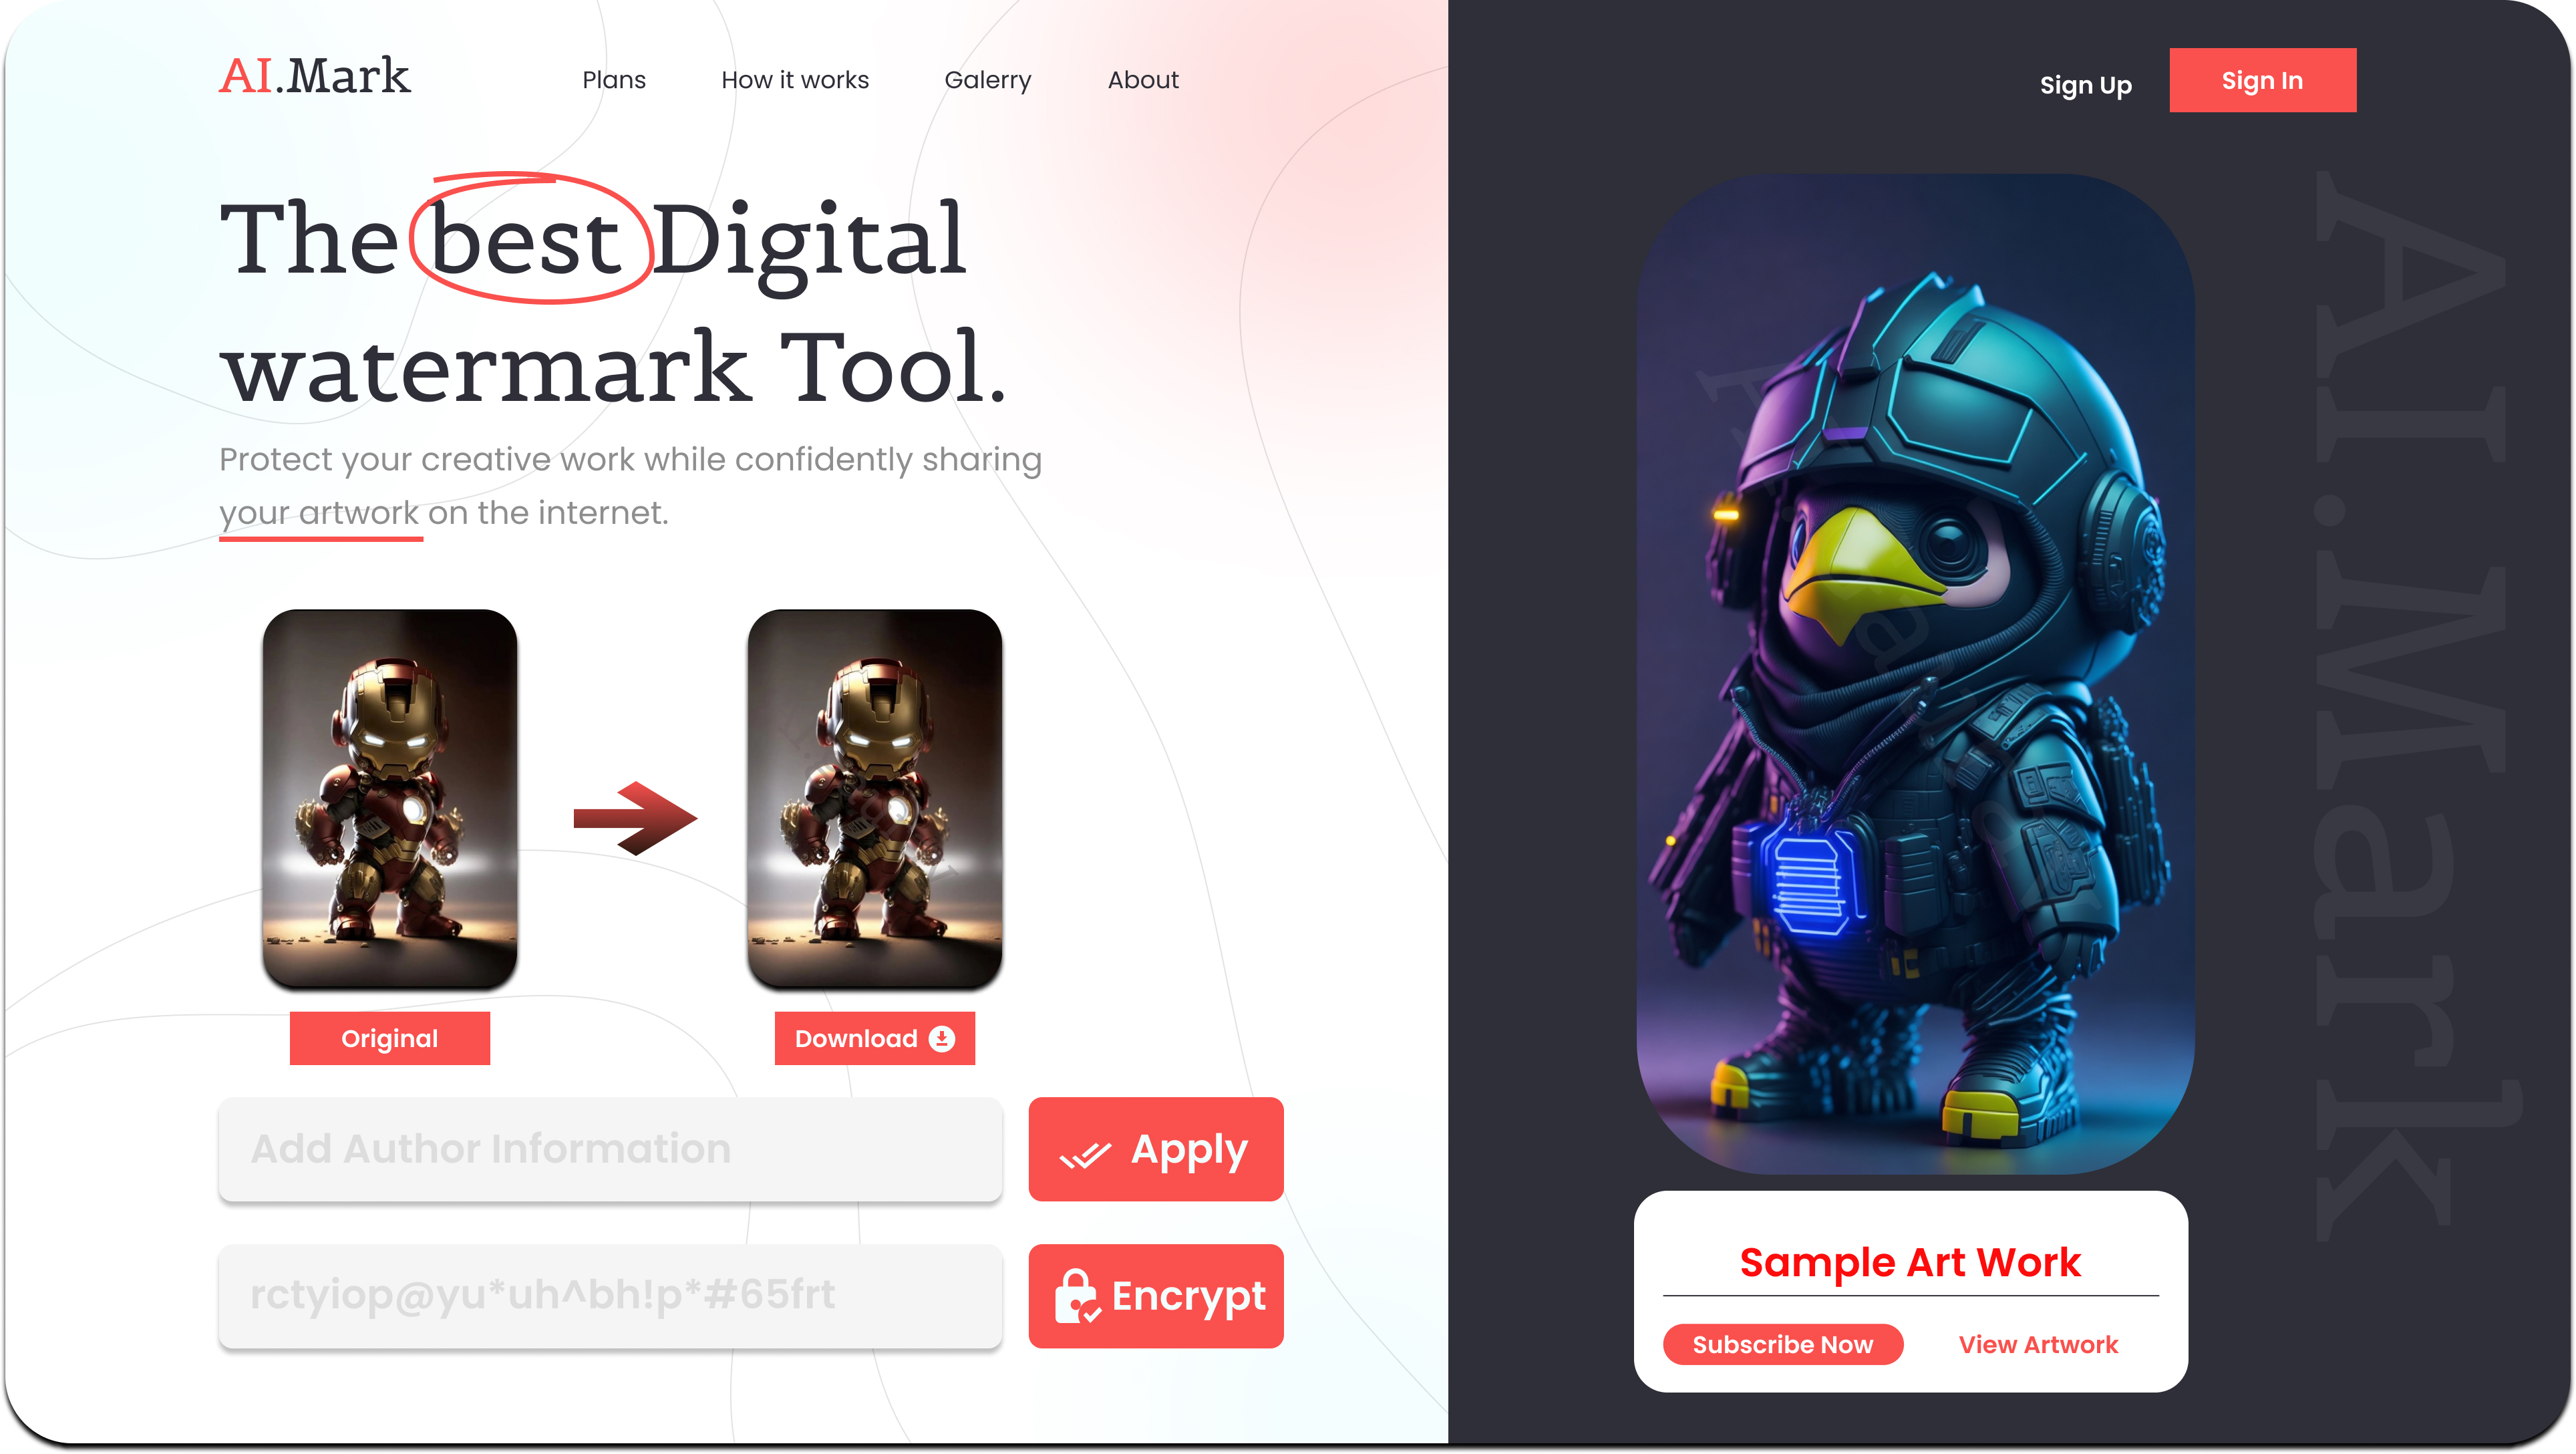 AI.Mark
Plans
How it works
Galerry
About
Sign Up
Sign In
The best Digital
watermark Tool.
Protect your creative work while confidently sharing
your artwork on the internet.
Original
Download
Add Author Information
Apply
rctyiop@yu*uh^bh!p*#65frt
Encrypt
AI.Mark
Sample Art Work
Subscribe Now
View Artwork